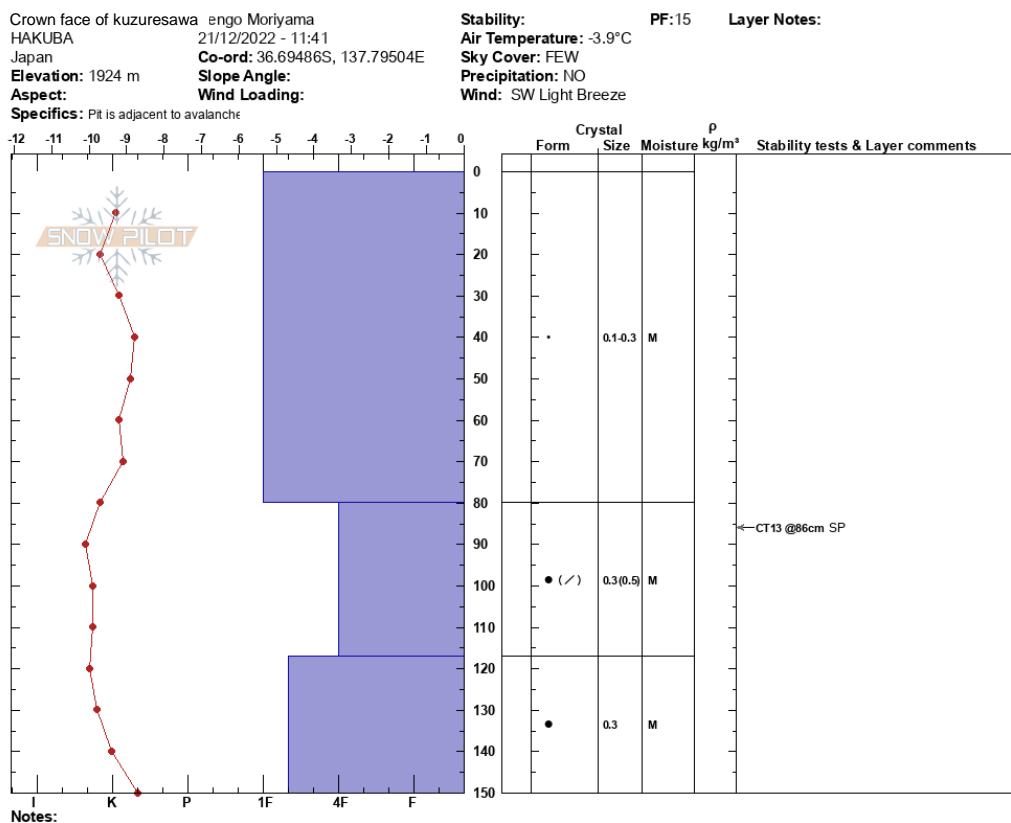 Crown face of kuzuresawa engo Moriyama
HAKUBA 21/12/2022 - 11:41
Japan Co-ord: 36.69486S, 137.79504E
Elevation: 1924 m Slope Angle:
Aspect: Wind Loading:
Specifics: Pit is adjacent to avalanche
Stability: PF:15 Layer Notes:
Air Temperature: -3.9°C
Sky Cover: FEW
Precipitation: NO
Wind: SW Light Breeze
-12 -11 -10 -9 -8 -7 -6 -5 -4 -3 -2 -1 0
Crystal
Form Size Moisture ρ kg/m³ Stability tests & Layer comments
SNOW PILOT
0
10
20
30
40
50
60
70
80
90
100
110
120
130
140
150
0.1-0.3 M
CT13 @86cm SP
(/) 0.3(0.5) M
0.3 M
I K P 1F 4F F
Notes: